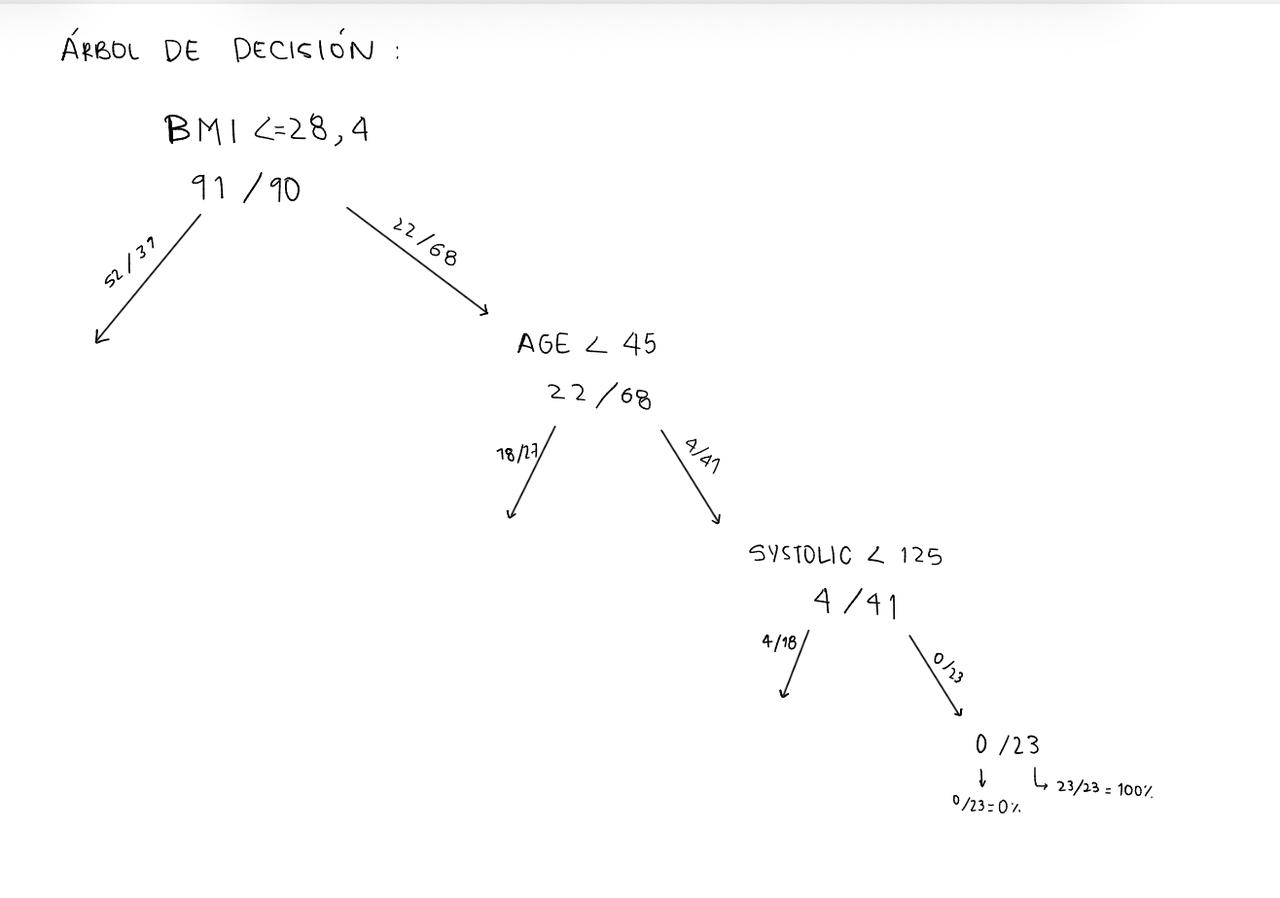 ÁRBOL DE DECISIÓN :
BMI <=28,4
91 / 90
52/31
22/68
AGE < 45
22/68
18/27
4/41
SYSTOLIC < 125
4/41
4/18
0/23
0/23
23/23 = 100%
0/23=0%